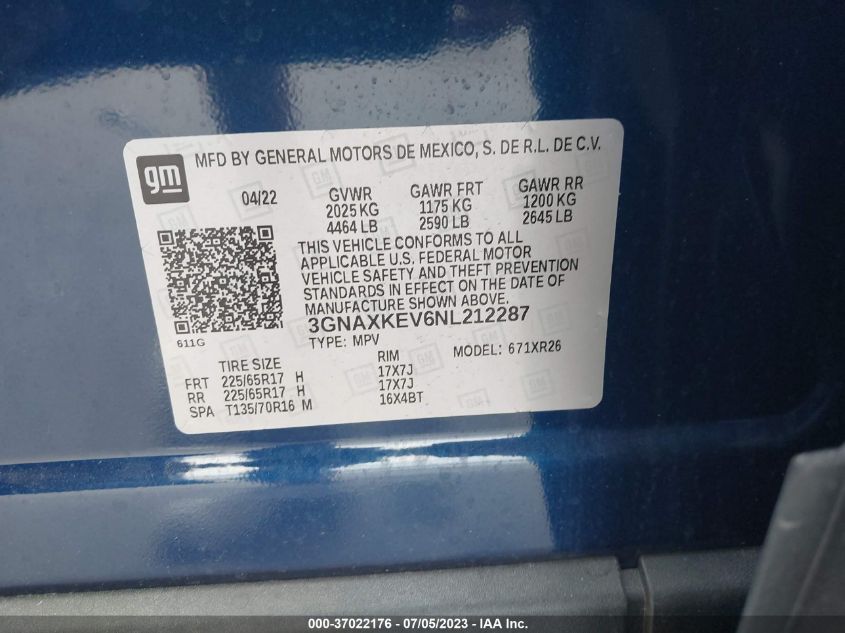 gm
MFD BY GENERAL MOTORS DE MEXICO, S. DE R.L. DE C.V.
04/22 GVWR GAWR FRT GAWR RR
2025 KG 1175 KG 1200 KG
4464 LB 2590 LB 2645 LB
THIS VEHICLE CONFORMS TO ALL
APPLICABLE U.S. FEDERAL MOTOR
VEHICLE SAFETY AND THEFT PREVENTION
STANDARDS IN EFFECT ON THE DATE OF
MANUFACTURE SHOWN ABOVE.
3GNAXKEV6NL212287
611G
TYPE: MPV MODEL: 671XR26
TIRE SIZE RIM
FRT 225/65R17 H 17X7J
RR 225/65R17 H 17X7J
SPA T135/70R16 M 16X4BT
000-37022176 - 07/05/2023 - Copyright IAA, Inc.